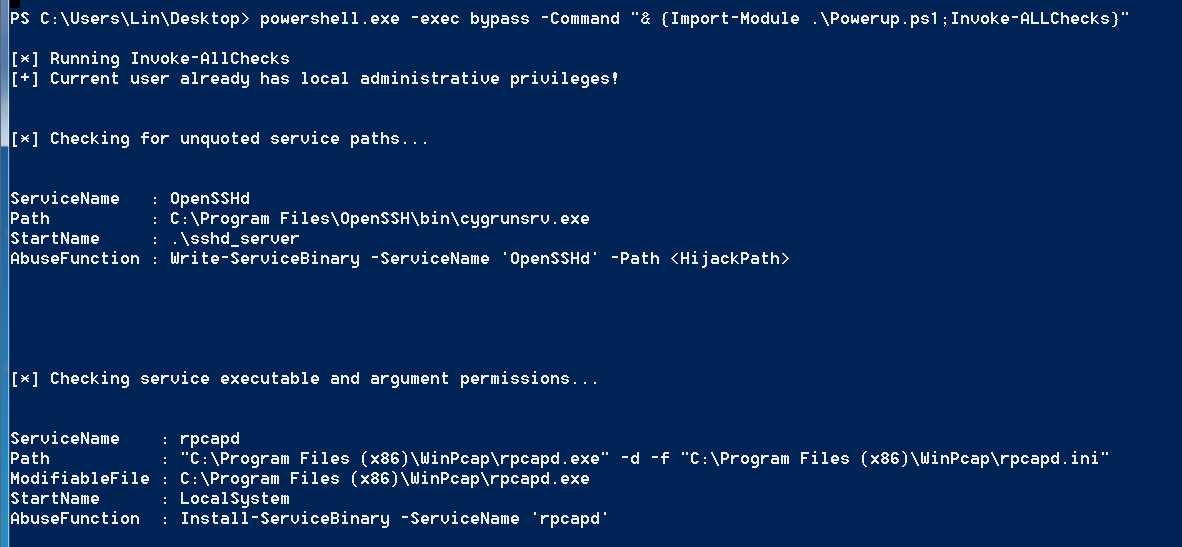 PS C:\Users\Lin\Desktop> powershell.exe -exec bypass -Command "& {Import-Module .\Powerup.ps1;Invoke-ALLChecks}"
[*] Running Invoke-AllChecks
[+] Current user already has local administrative privileges!
[*] Checking for unquoted service paths...
ServiceName   : OpenSSHd
Path          : C:\Program Files\OpenSSH\bin\cygrunsrv.exe
StartName     : .\sshd_server
AbuseFunction : Write-ServiceBinary -ServiceName 'OpenSSHd' -Path <HijackPath>
[*] Checking service executable and argument permissions...
ServiceName    : rpcapd
Path           : "C:\Program Files (x86)\WinPcap\rpcapd.exe" -d -f "C:\Program Files (x86)\WinPcap\rpcapd.ini"
ModifiableFile : C:\Program Files (x86)\WinPcap\rpcapd.exe
StartName      : LocalSystem
AbuseFunction  : Install-ServiceBinary -ServiceName 'rpcapd'